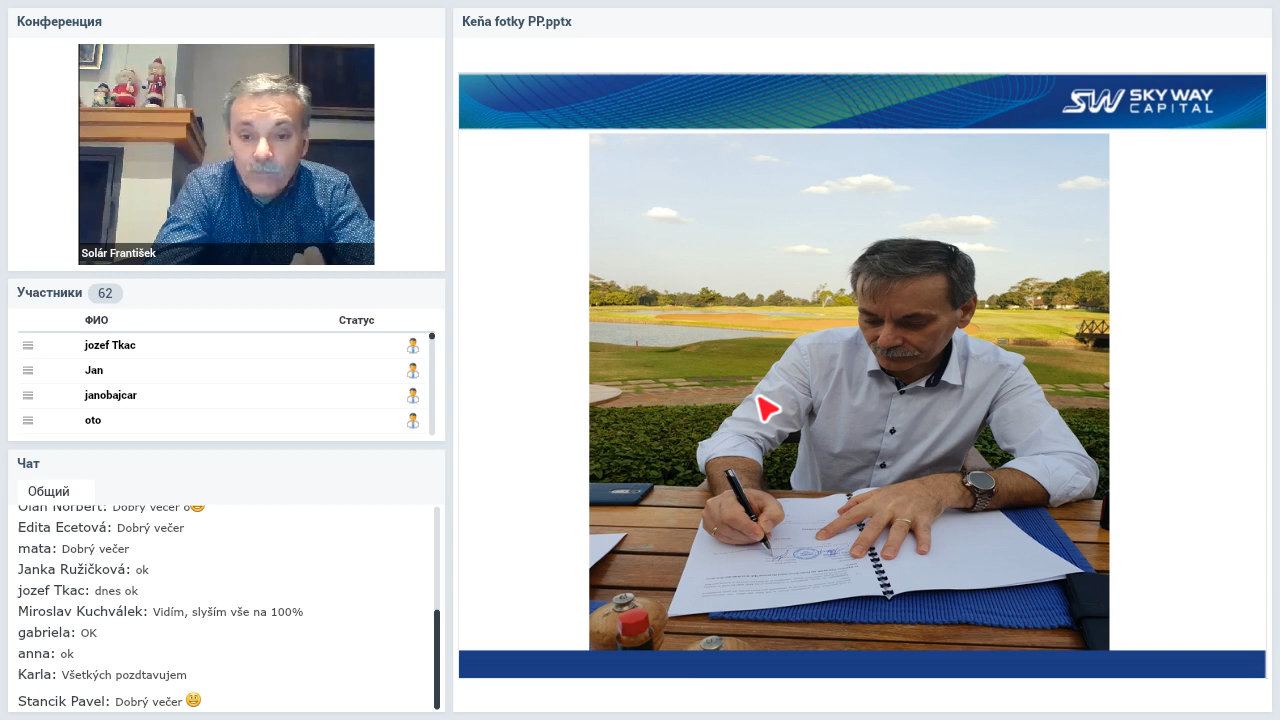 Конференция
Solár František
Участники 62
ФИО Статус
jozef Tkac
Jan
janobajcar
oto
Чат
Общий
Olah Norbert: Dobrý večer o
Edita Ecetová: Dobrý večer
mata: Dobrý večer
Janka Ružičková: ok
jozef Tkac: dnes ok
Miroslav Kuchválek: Vidím, slyším vše na 100%
gabriela: OK
anna: ok
Karla: Všetkých pozdtavujem
Stancik Pavel: Dobrý večer
Keňa fotky PP.pptx
SW SKY WAY
CAPITAL